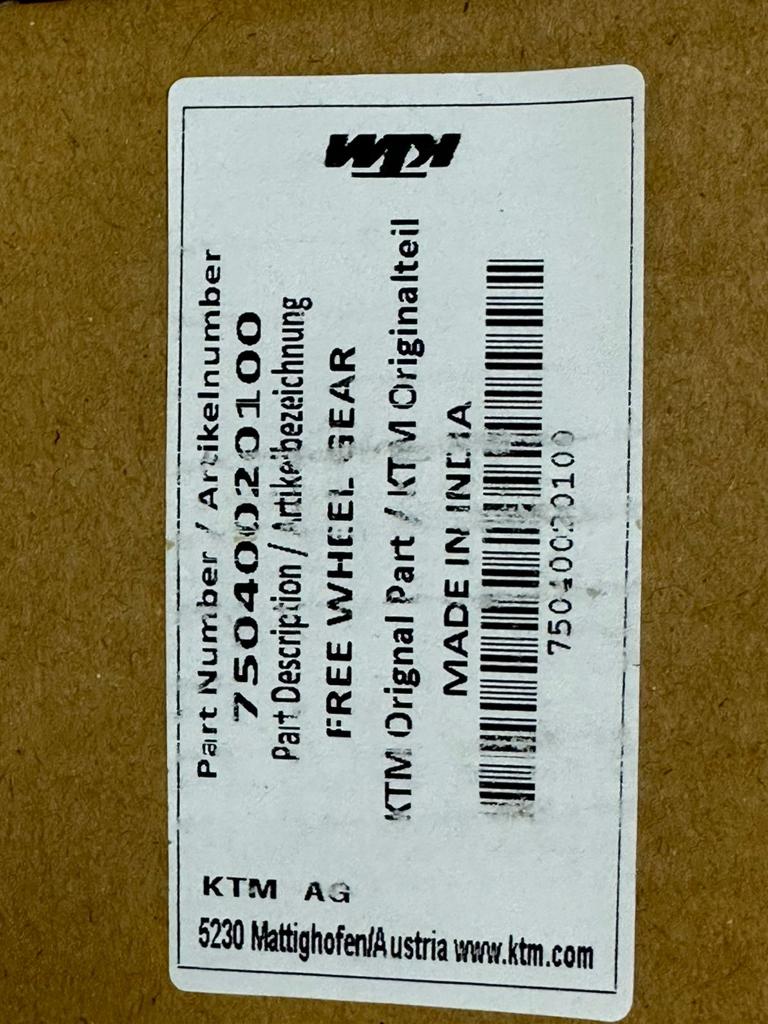 KTM
Part Number / Artikelnumber
75040020100
Part Description / Artikelbezeichnung
FREE WHEEL GEAR
KTM Orignal Part / KTM Originalteil
MADE IN INDIA
75040020100
KTM AG
5230 Mattighofen/Austria www.ktm.com